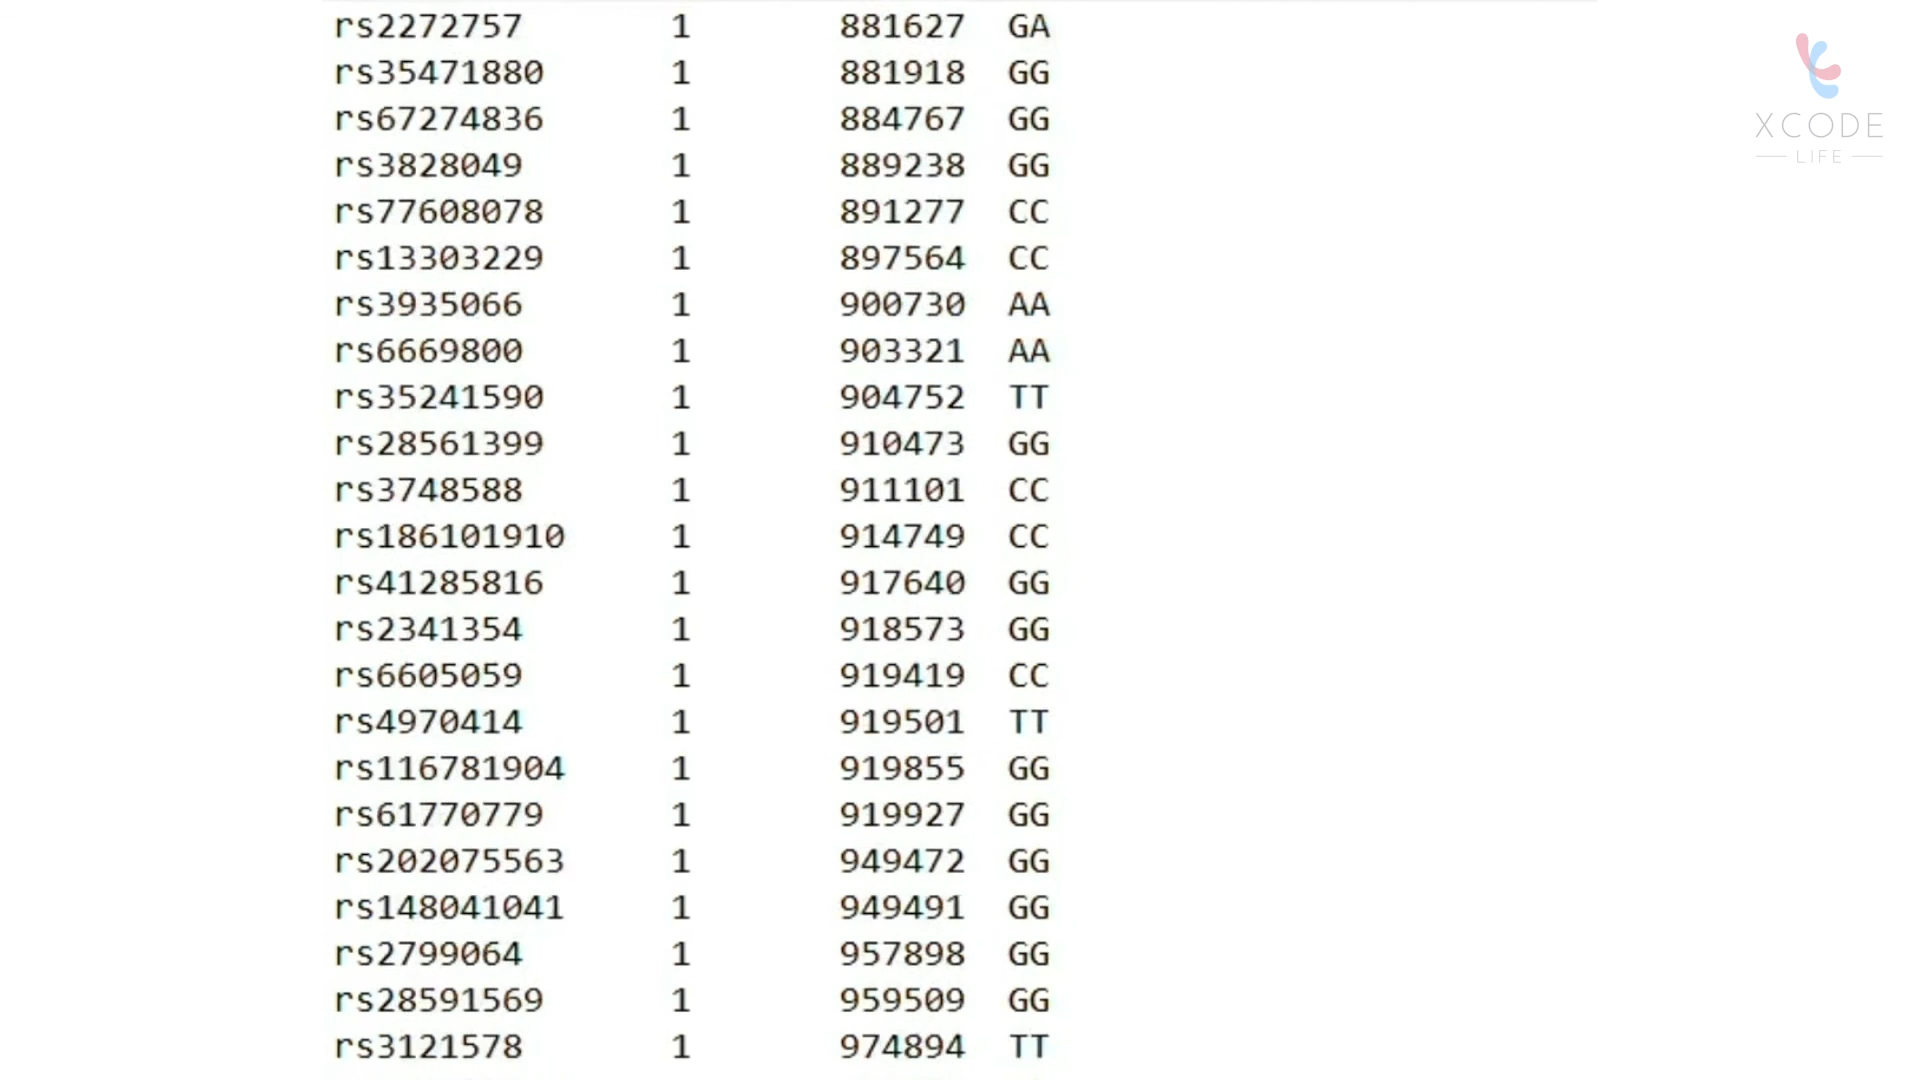 rs2272757 1 881627 GA
rs35471880 1 881918 GG
rs67274836 1 884767 GG
rs3828049 1 889238 GG
rs77608078 1 891277 CC
rs13303229 1 897564 CC
rs3935066 1 900730 AA
rs6669800 1 903321 AA
rs35241590 1 904752 TT
rs28561399 1 910473 GG
rs3748588 1 911101 CC
rs186101910 1 914749 CC
rs41285816 1 917640 GG
rs2341354 1 918573 GG
rs6605059 1 919419 CC
rs4970414 1 919501 TT
rs116781904 1 919855 GG
rs61770779 1 919927 GG
rs202075563 1 949472 GG
rs148041041 1 949491 GG
rs2799064 1 957898 GG
rs28591569 1 959509 GG
rs3121578 1 974894 TT
XCODE
LIFE